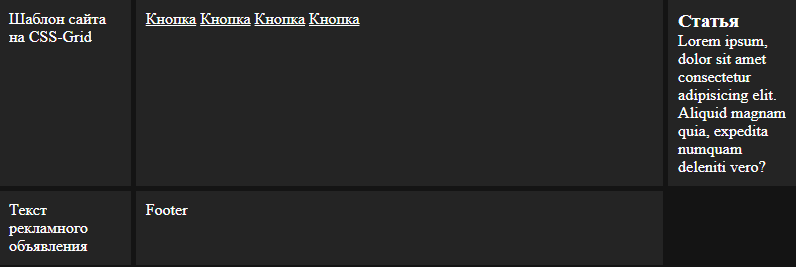 Шаблон сайта
на CSS-Grid
Кнопка Кнопка Кнопка Кнопка
Статья
Lorem ipsum,
dolor sit amet
consectetur
adipisicing elit.
Aliquid magnam
quia, expedita
numquam
deleniti vero?
Текст
рекламного
объявления
Footer